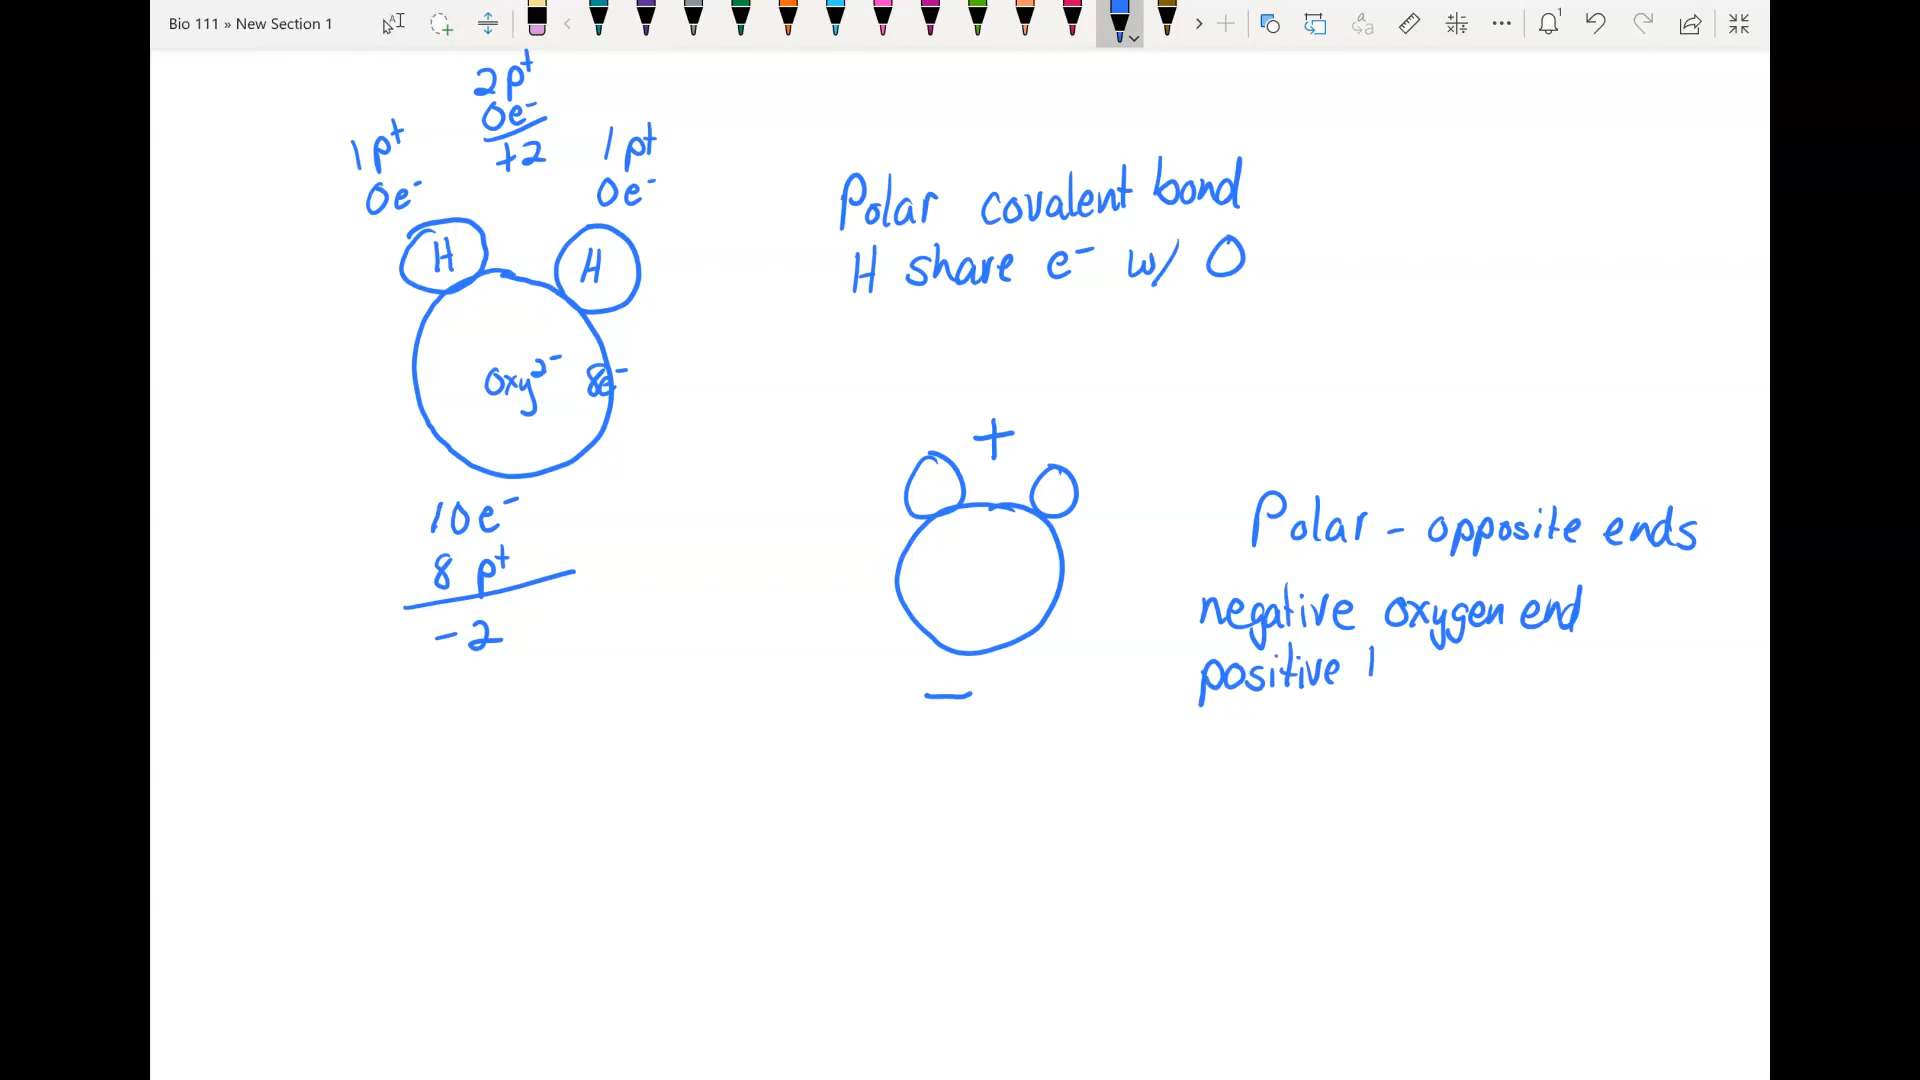 Bio 111 » New Section 1
2p⁺
0e⁻
+2
1p⁺
0e⁻
1p⁺
0e⁻
H
H
oxy²⁻ 8e⁻
10e⁻
8 p⁺
-2
Polar covalent bond
H share e⁻ w/ O
+
−
Polar - opposite ends
negative oxygen end
positive